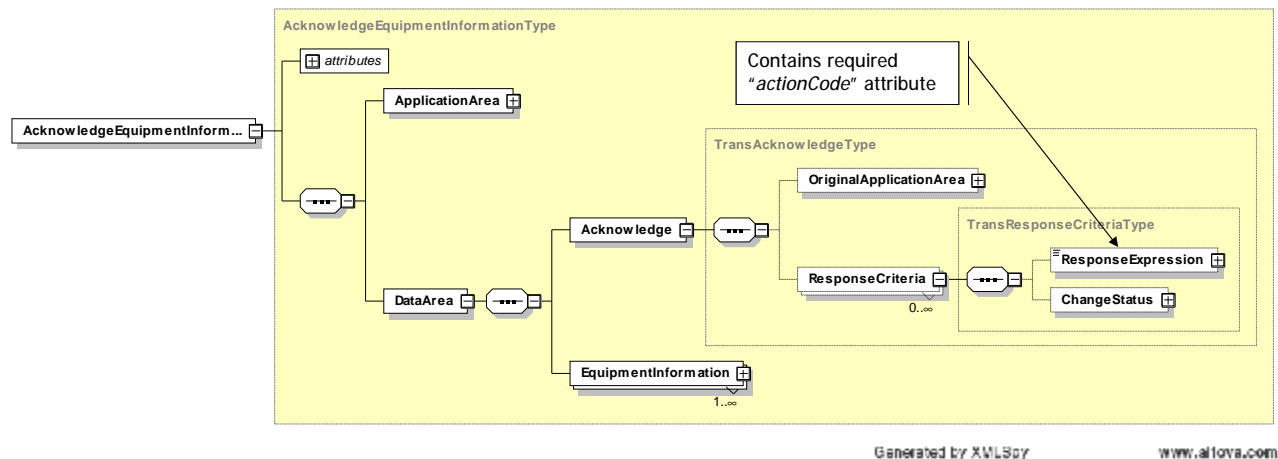 AcknowledgeEquipmentInformationType
attributes
Contains required
"actionCode" attribute
ApplicationArea
AcknowledgeEquipmentInform...
TransAcknowledgeType
OriginalApplicationArea
TransResponseCriteriaType
Acknowledge
ResponseExpression
ResponseCriteria
DataArea
ChangeStatus
0..∞
EquipmentInformation
1..∞
Generated by XMLSpy
www.altova.com